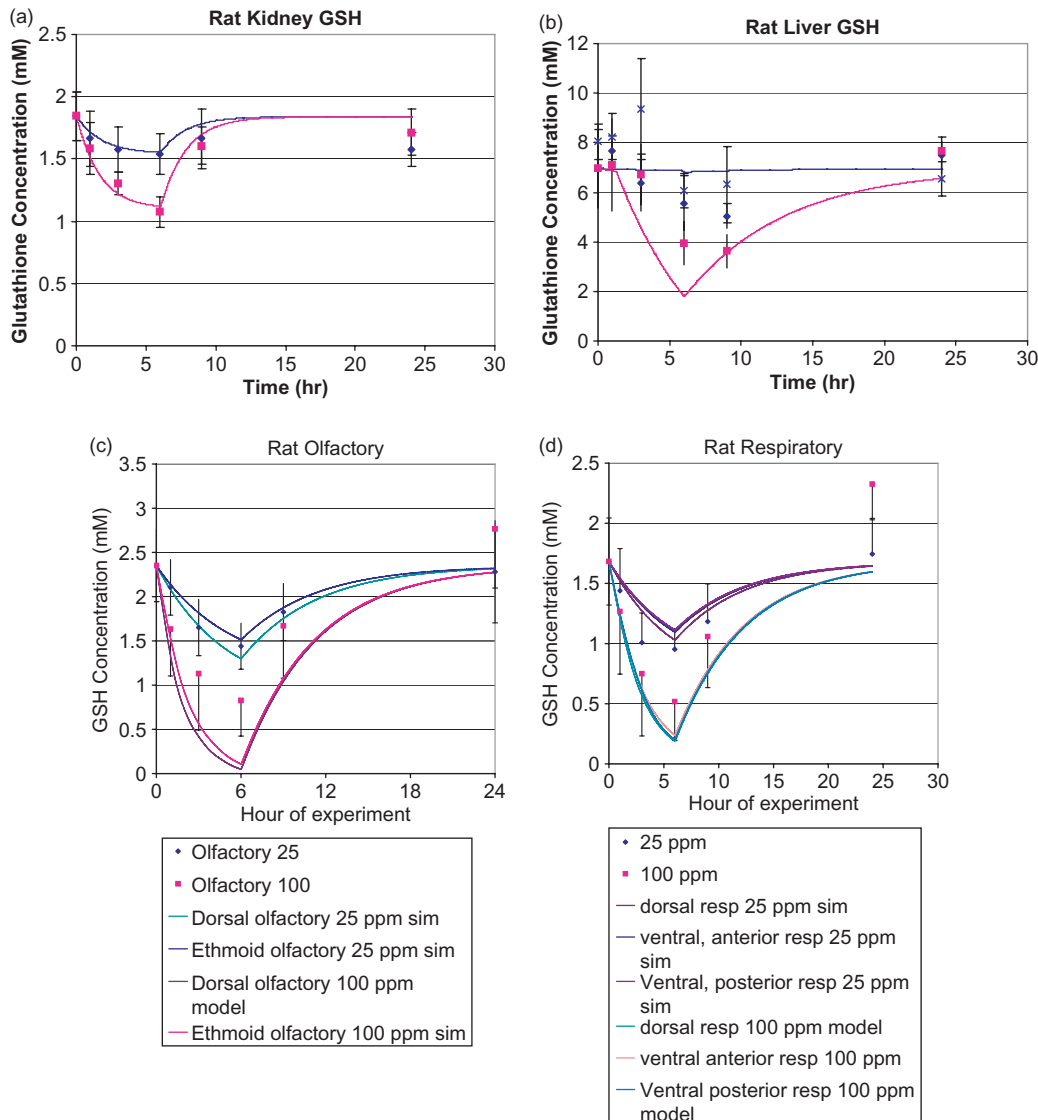 (a)
Rat Kidney GSH
Glutathione Concentration (mM)
2.5
2
1.5
1
0.5
0
0
5
10
15
20
25
30
Time (hr)
(b)
Rat Liver GSH
Glutathione Concentration (mM)
12
10
8
6
4
2
0
0
5
10
15
20
25
30
Time (hr)
(c)
Rat Olfactory
GSH Concentration (mM)
3.5
3
2.5
2
1.5
1
0.5
0
0
6
12
18
24
Hour of experiment
Olfactory 25
Olfactory 100
Dorsal olfactory 25 ppm sim
Ethmoid olfactory 25 ppm sim
Dorsal olfactory 100 ppm
model
Ethmoid olfactory 100 ppm sim
(d)
Rat Respiratory
GSH Concentration (mM)
2.5
2
1.5
1
0.5
0
0
5
10
15
20
25
30
Hour of experiment
25 ppm
100 ppm
dorsal resp 25 ppm sim
ventral, anterior resp 25 ppm
sim
Ventral, posterior resp 25 ppm
sim
dorsal resp 100 ppm model
ventral anterior resp 100 ppm
Ventral posterior resp 100 ppm
model